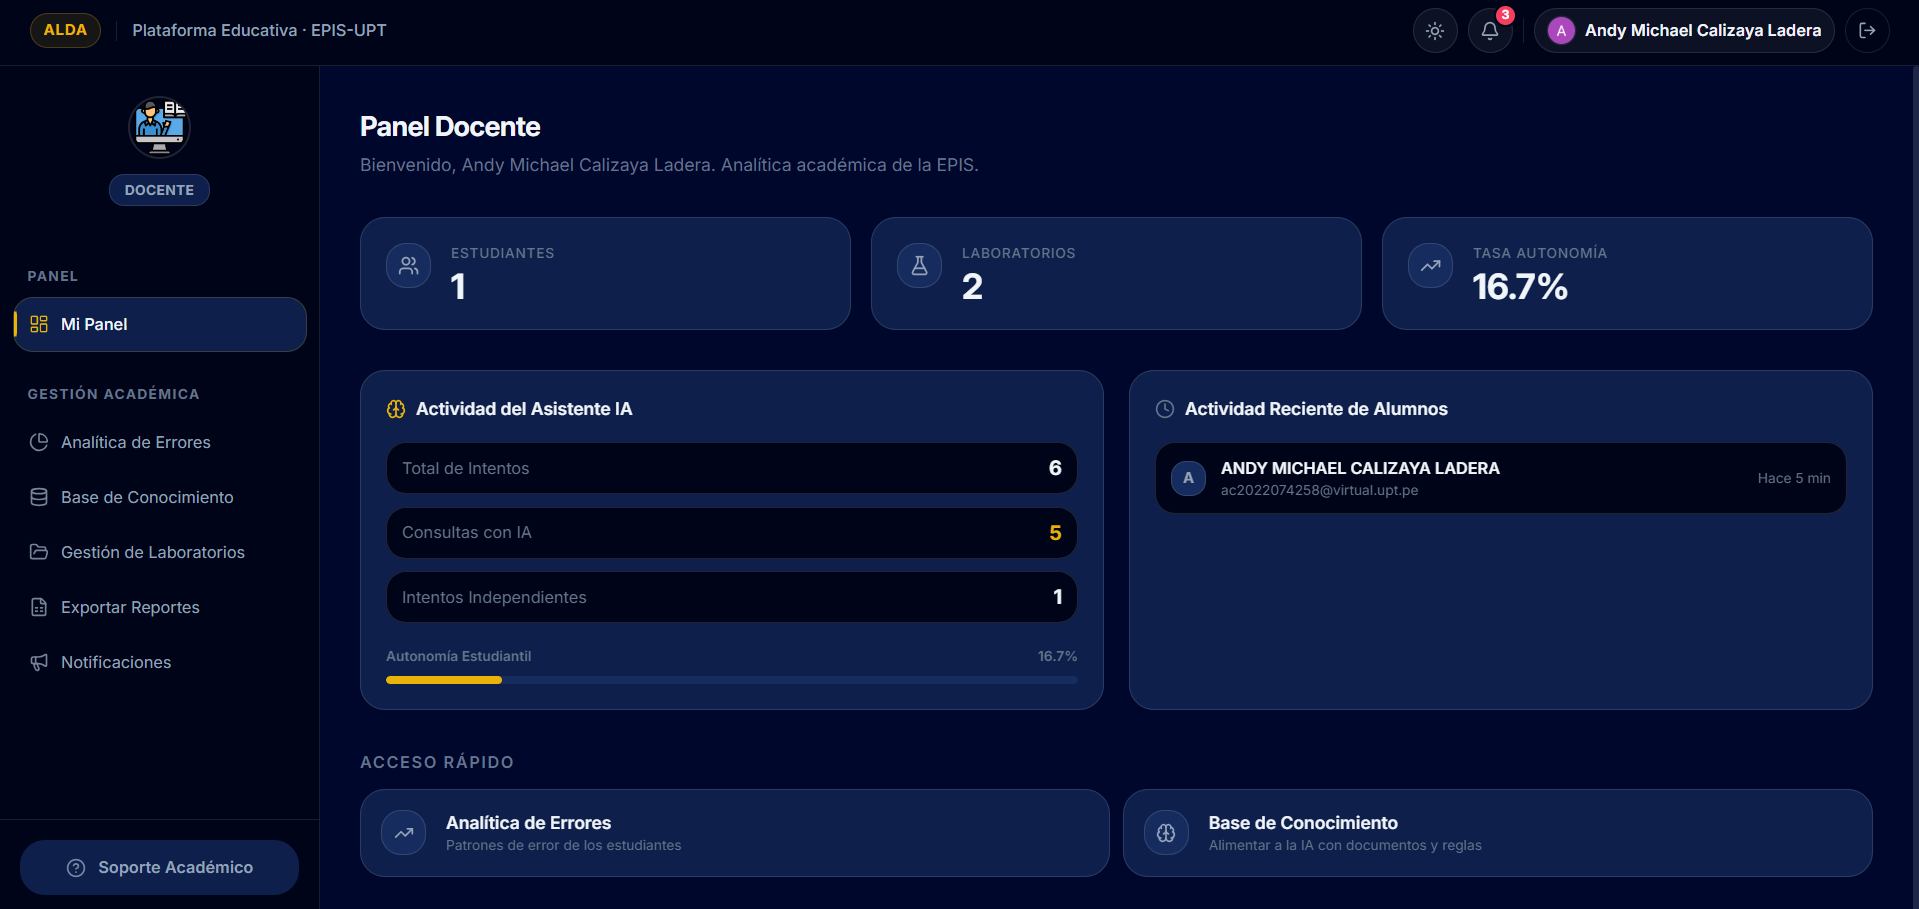 ALDA
Plataforma Educativa · EPIS-UPT
3
A
Andy Michael Calizaya Ladera
DOCENTE
PANEL
Mi Panel
GESTIÓN ACADÉMICA
Analítica de Errores
Base de Conocimiento
Gestión de Laboratorios
Exportar Reportes
Notificaciones
Soporte Académico
Panel Docente
Bienvenido, Andy Michael Calizaya Ladera. Analítica académica de la EPIS.
ESTUDIANTES
1
LABORATORIOS
2
TASA AUTONOMÍA
16.7%
Actividad del Asistente IA
Total de Intentos 6
Consultas con IA 5
Intentos Independientes 1
Autonomía Estudiantil 16.7%
Actividad Reciente de Alumnos
A
ANDY MICHAEL CALIZAYA LADERA
ac2022074258@virtual.upt.pe
Hace 5 min
ACCESO RÁPIDO
Analítica de Errores
Patrones de error de los estudiantes
Base de Conocimiento
Alimentar a la IA con documentos y reglas